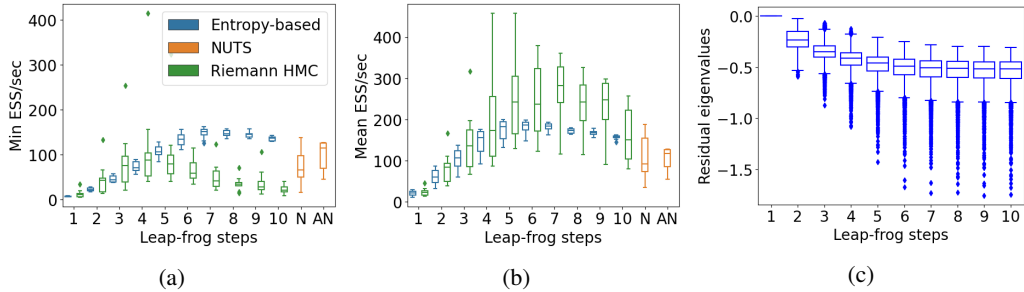 400
300
200
100
0
Min ESS/sec
Entropy-based
NUTS
Riemann HMC
1 2 3 4 5 6 7 8 9 10 N AN
Leap-frog steps
(a)
400
300
200
100
0
Mean ESS/sec
1 2 3 4 5 6 7 8 9 10 N AN
Leap-frog steps
(b)
0.0
−0.5
−1.0
−1.5
Residual eigenvalues
1 2 3 4 5 6 7 8 9 10
Leap-frog steps
(c)